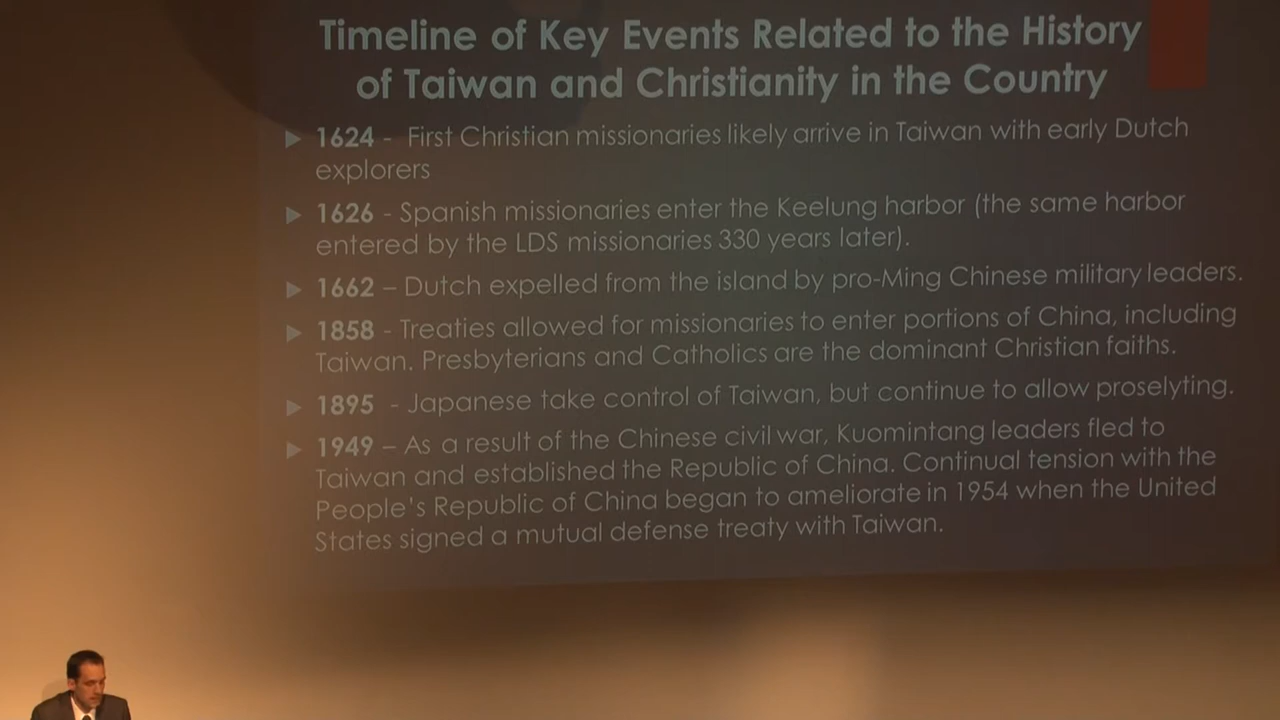 Timeline of Key Events Related to the History
of Taiwan and Christianity in the Country
1624 - First Christian missionaries likely arrive in Taiwan with early Dutch
explorers
1626 - Spanish missionaries enter the Keelung harbor (the same harbor
entered by the LDS missionaries 330 years later).
1662 – Dutch expelled from the island by pro-Ming Chinese military leaders.
1858 - Treaties allowed for missionaries to enter portions of China, including
Taiwan. Presbyterians and Catholics are the dominant Christian faiths.
1895 - Japanese take control of Taiwan, but continue to allow proselyting.
1949 – As a result of the Chinese civil war, Kuomintang leaders fled to
Taiwan and established the Republic of China. Continual tension with the
People's Republic of China began to ameliorate in 1954 when the United
States signed a mutual defense treaty with Taiwan.